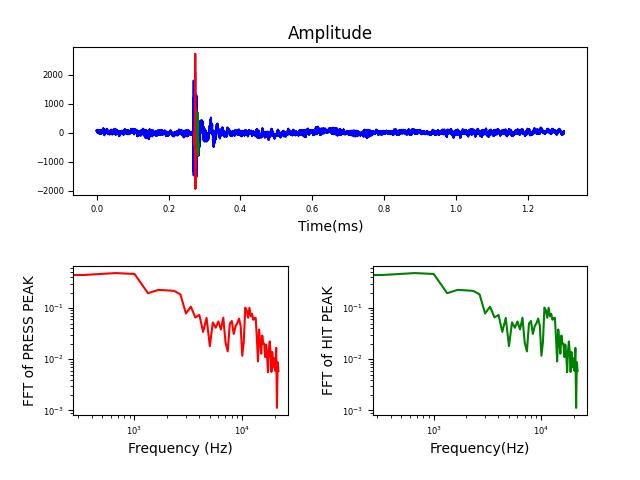 Amplitude
2000
1000
0
−1000
−2000
0.0 0.2 0.4 0.6 0.8 1.0 1.2
Time(ms)
FFT of PRESS PEAK
10⁻¹
10⁻²
10⁻³
10³ 10⁴
Frequency (Hz)
FFT of HIT PEAK
10⁻¹
10⁻²
10⁻³
10³ 10⁴
Frequency(Hz)